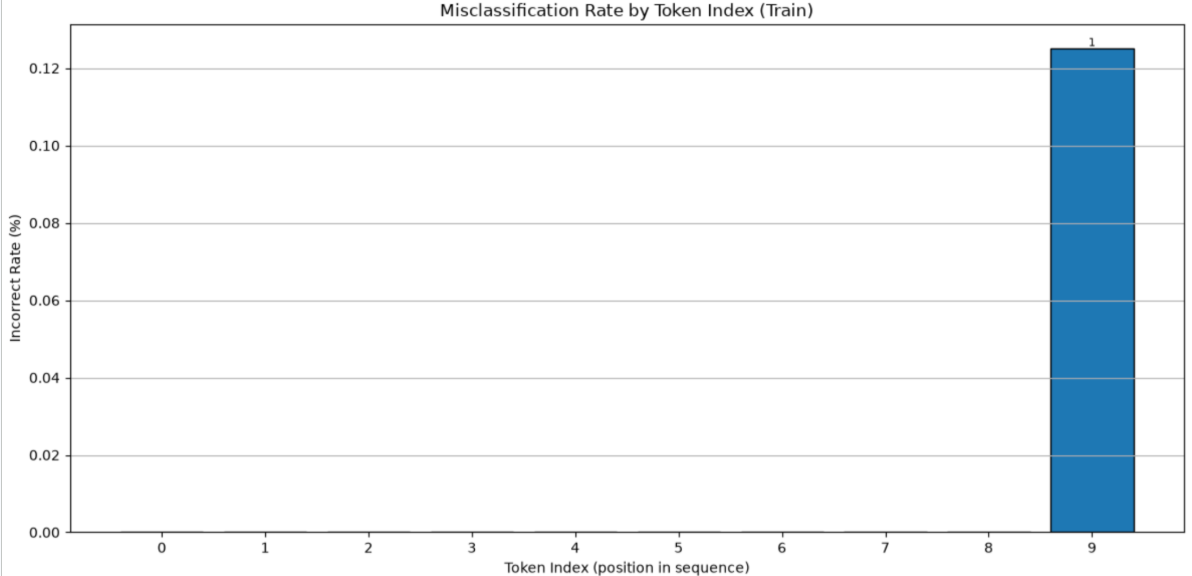 Misclassification Rate by Token Index (Train)
1
0.12
0.10
0.08
0.06
0.04
0.02
0.00
Incorrect Rate (%)
0 1 2 3 4 5 6 7 8 9
Token Index (position in sequence)